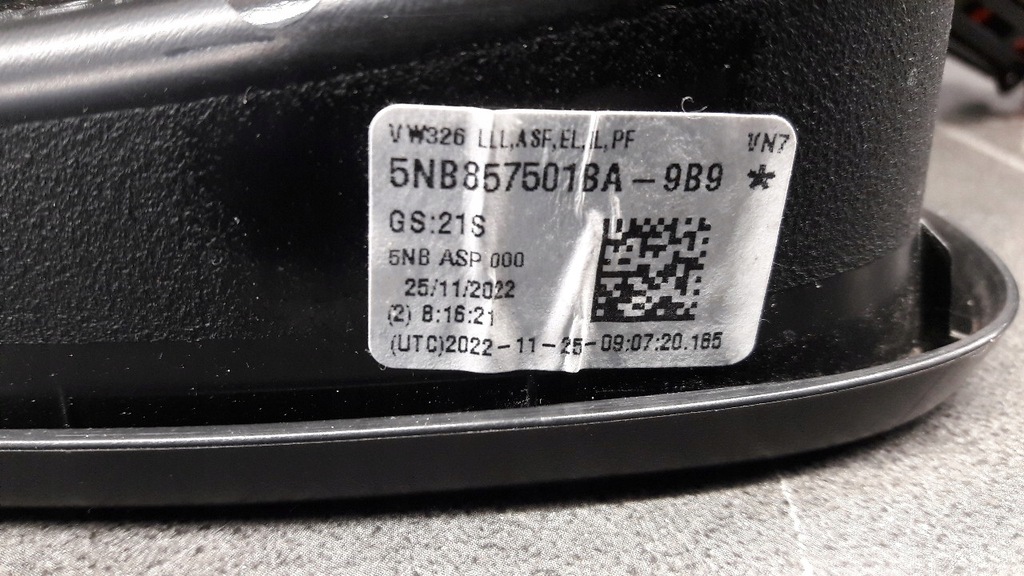 VW326 LLL,ASF,EL,IL,PF VN7
5NB857501BA-9B9 *
GS:21S
5NB ASP 000
25/11/2022
(2) 8:16:21
(UTC)2022-11-25-09:07:20.185